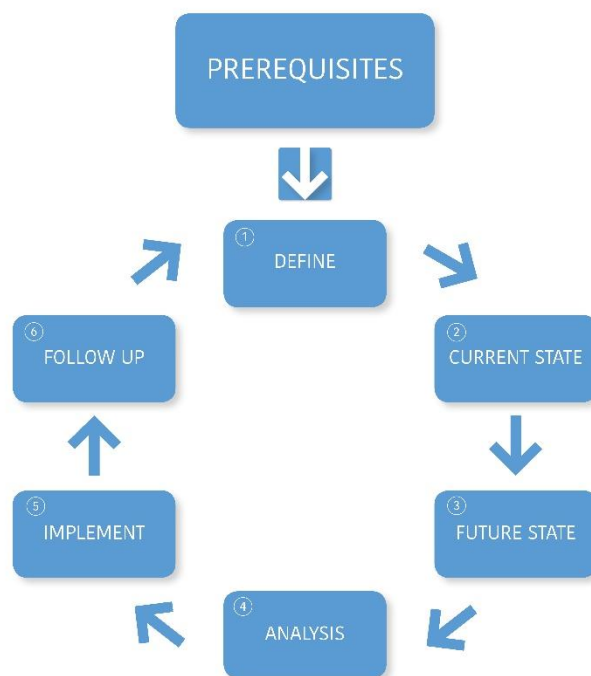 PREREQUISITES
1
DEFINE
2
CURRENT STATE
3
FUTURE STATE
4
ANALYSIS
5
IMPLEMENT
6
FOLLOW UP